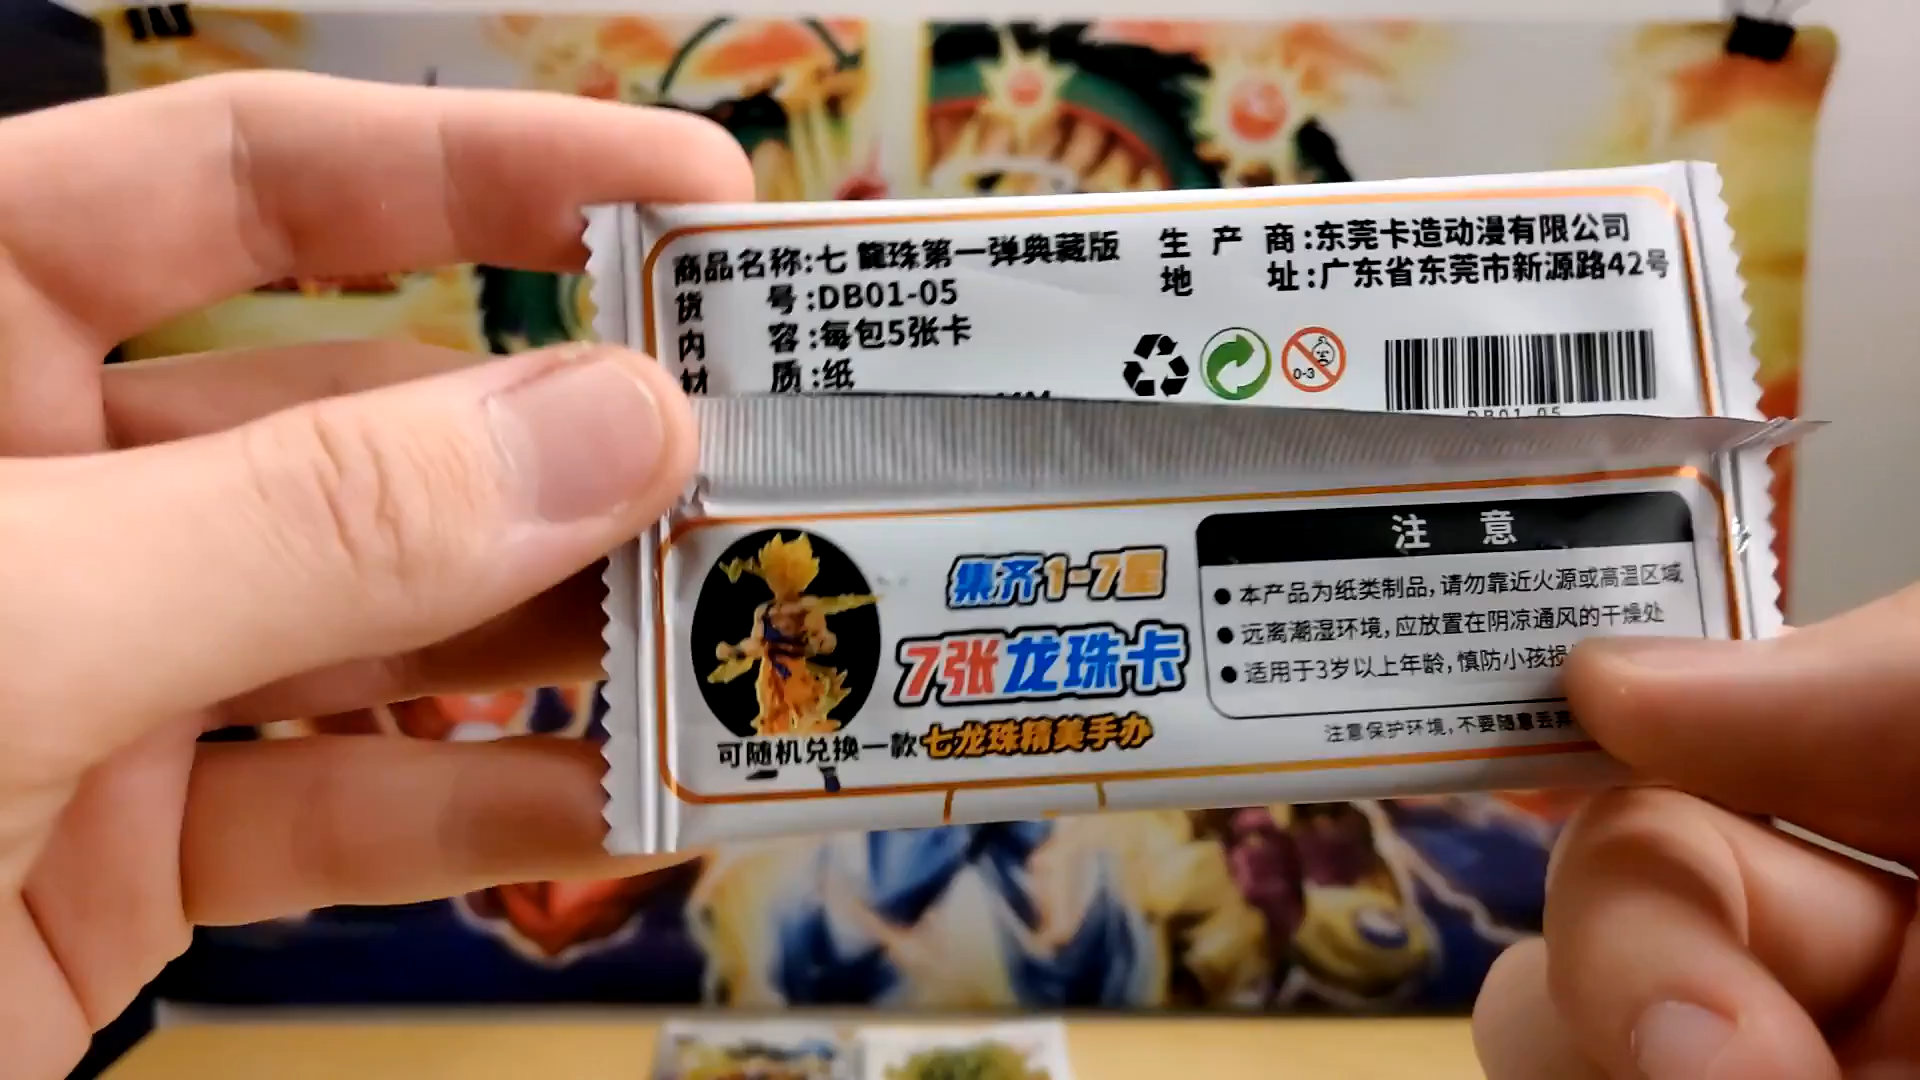 商品名称:七龍珠第一弹典藏版
货 号:DB01-05
内 容:每包5张卡
材 质:纸
生产商:东莞卡造动漫有限公司
地 址:广东省东莞市新源路42号
0-3
DB01-05
集齐1-7星
7张龙珠卡
可随机兑换一款七龙珠精美手办
注 意
●本产品为纸类制品,请勿靠近火源或高温区域
●远离潮湿环境,应放置在阴凉通风的干燥处
●适用于3岁以上年龄,慎防小孩损
注意保护环境,不要随意丢弃